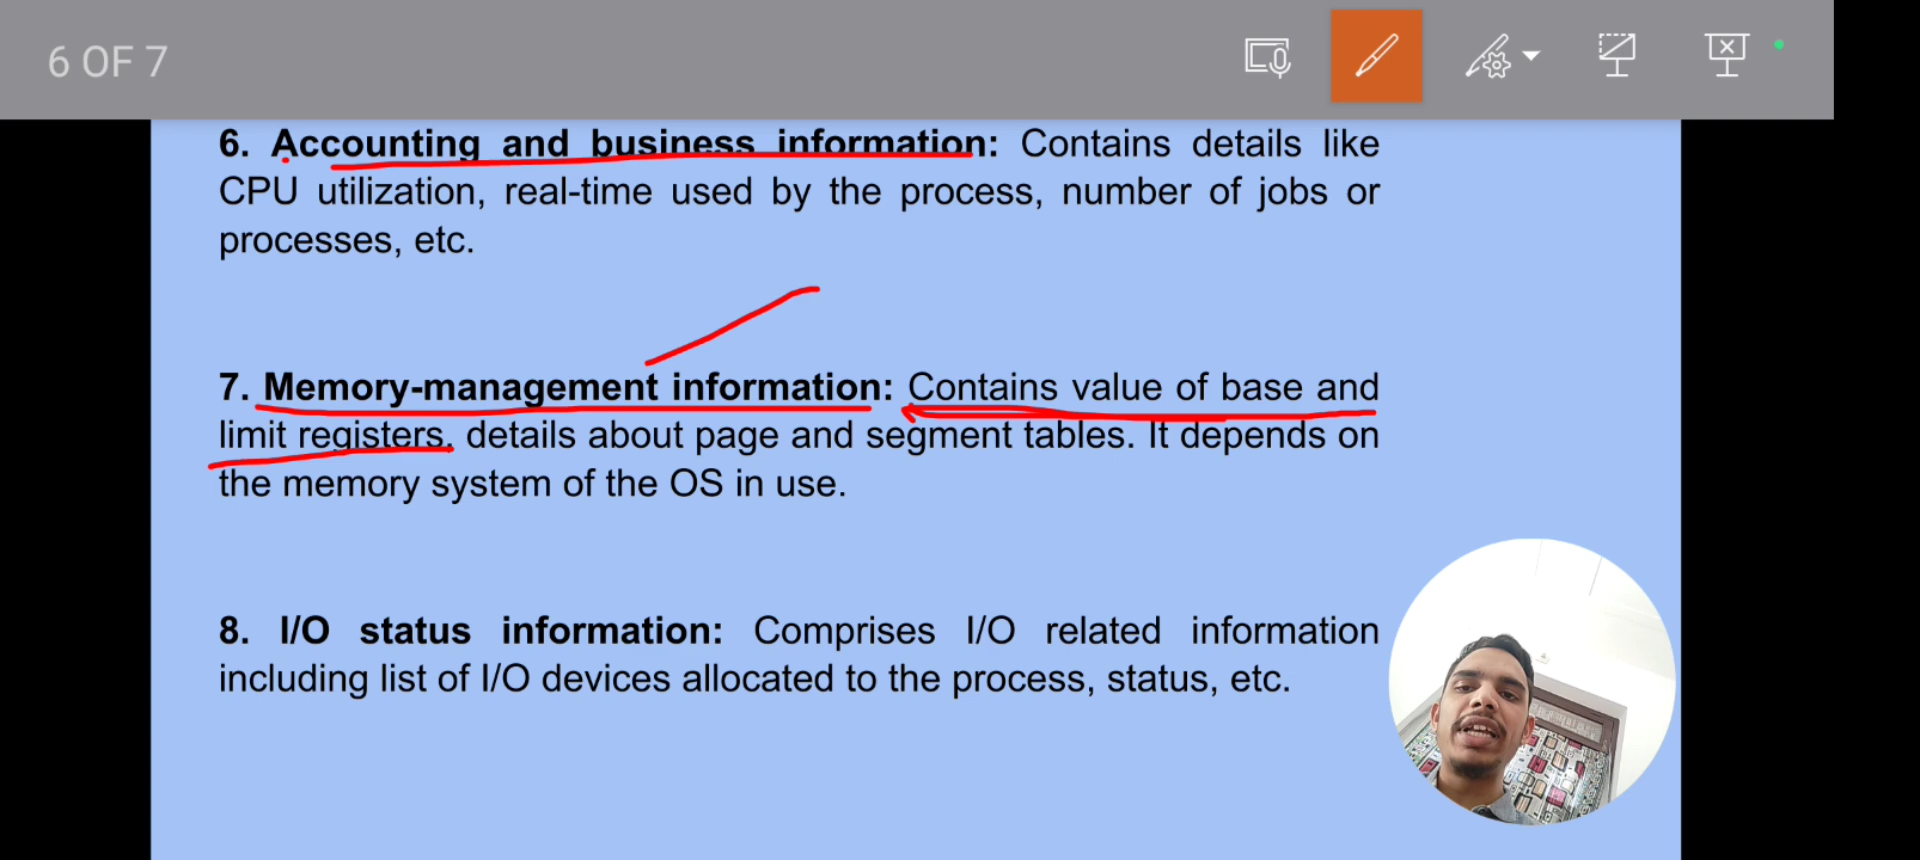 6 OF 7
6. Accounting and business information: Contains details like
CPU utilization, real-time used by the process, number of jobs or
processes, etc.
7. Memory-management information: Contains value of base and
limit registers, details about page and segment tables. It depends on
the memory system of the OS in use.
8. I/O status information: Comprises I/O related information
including list of I/O devices allocated to the process, status, etc.